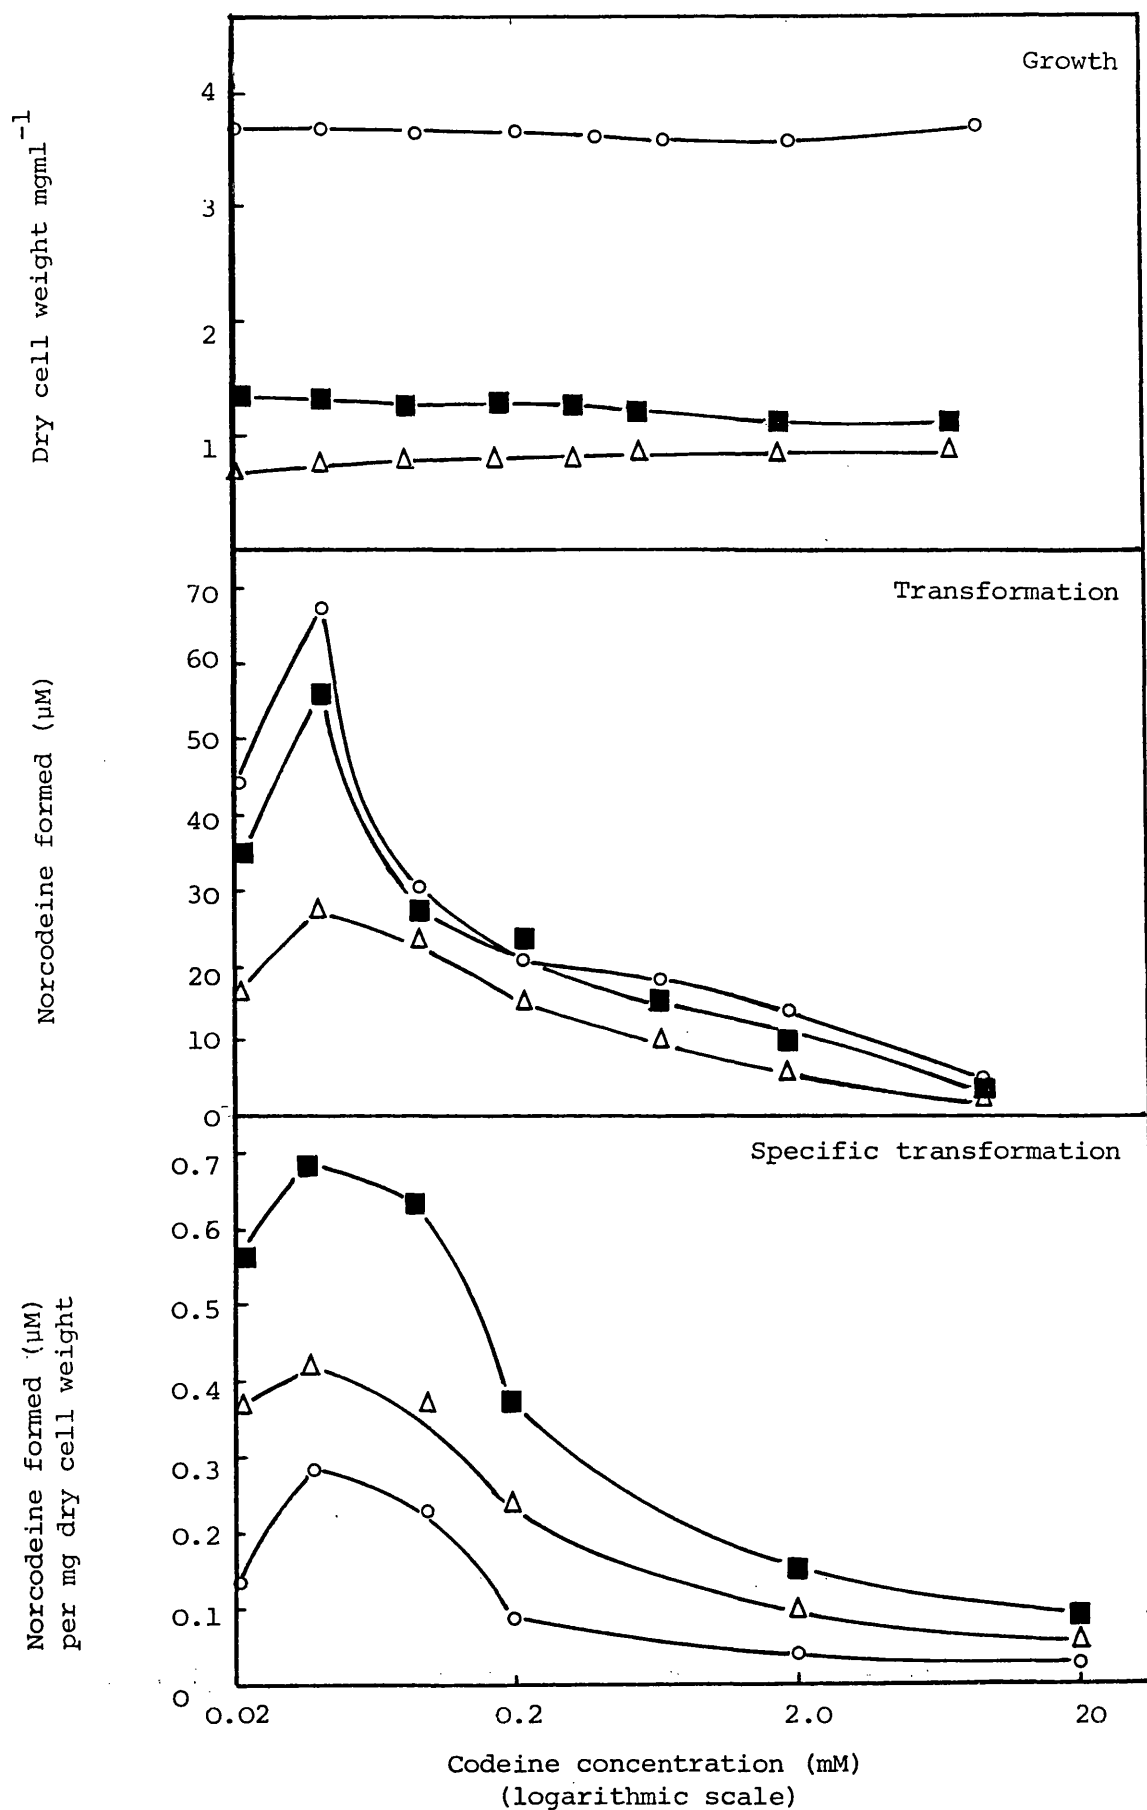 Growth
4
3
2
1
Dry cell weight mgml-1
Transformation
70
60
50
40
30
20
10
0
Norcodeine formed (µM)
Specific transformation
0.7
0.6
0.5
0.4
0.3
0.2
0.1
0
Norcodeine formed (µM)
per mg dry cell weight
0.02 0.2 2.0 20
Codeine concentration (mM)
(logarithmic scale)